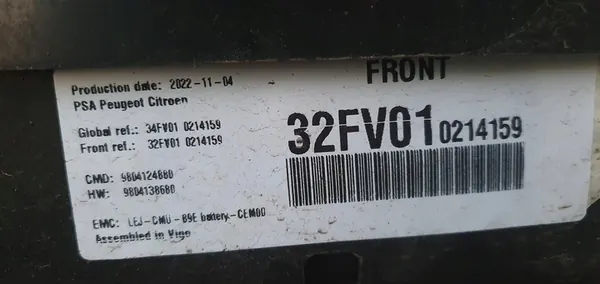 FRONT
Production date: 2022-11-04
PSA Peugeot Citroen
Global ref.: 34FV01 0214159
Front ref.: 32FV01 0214159
32FV01 0214159
CMD: 9804124880
HW: 9804138680
EMC: LEJ-CMU-B9E battery-CEM00
Assembled in Vigo